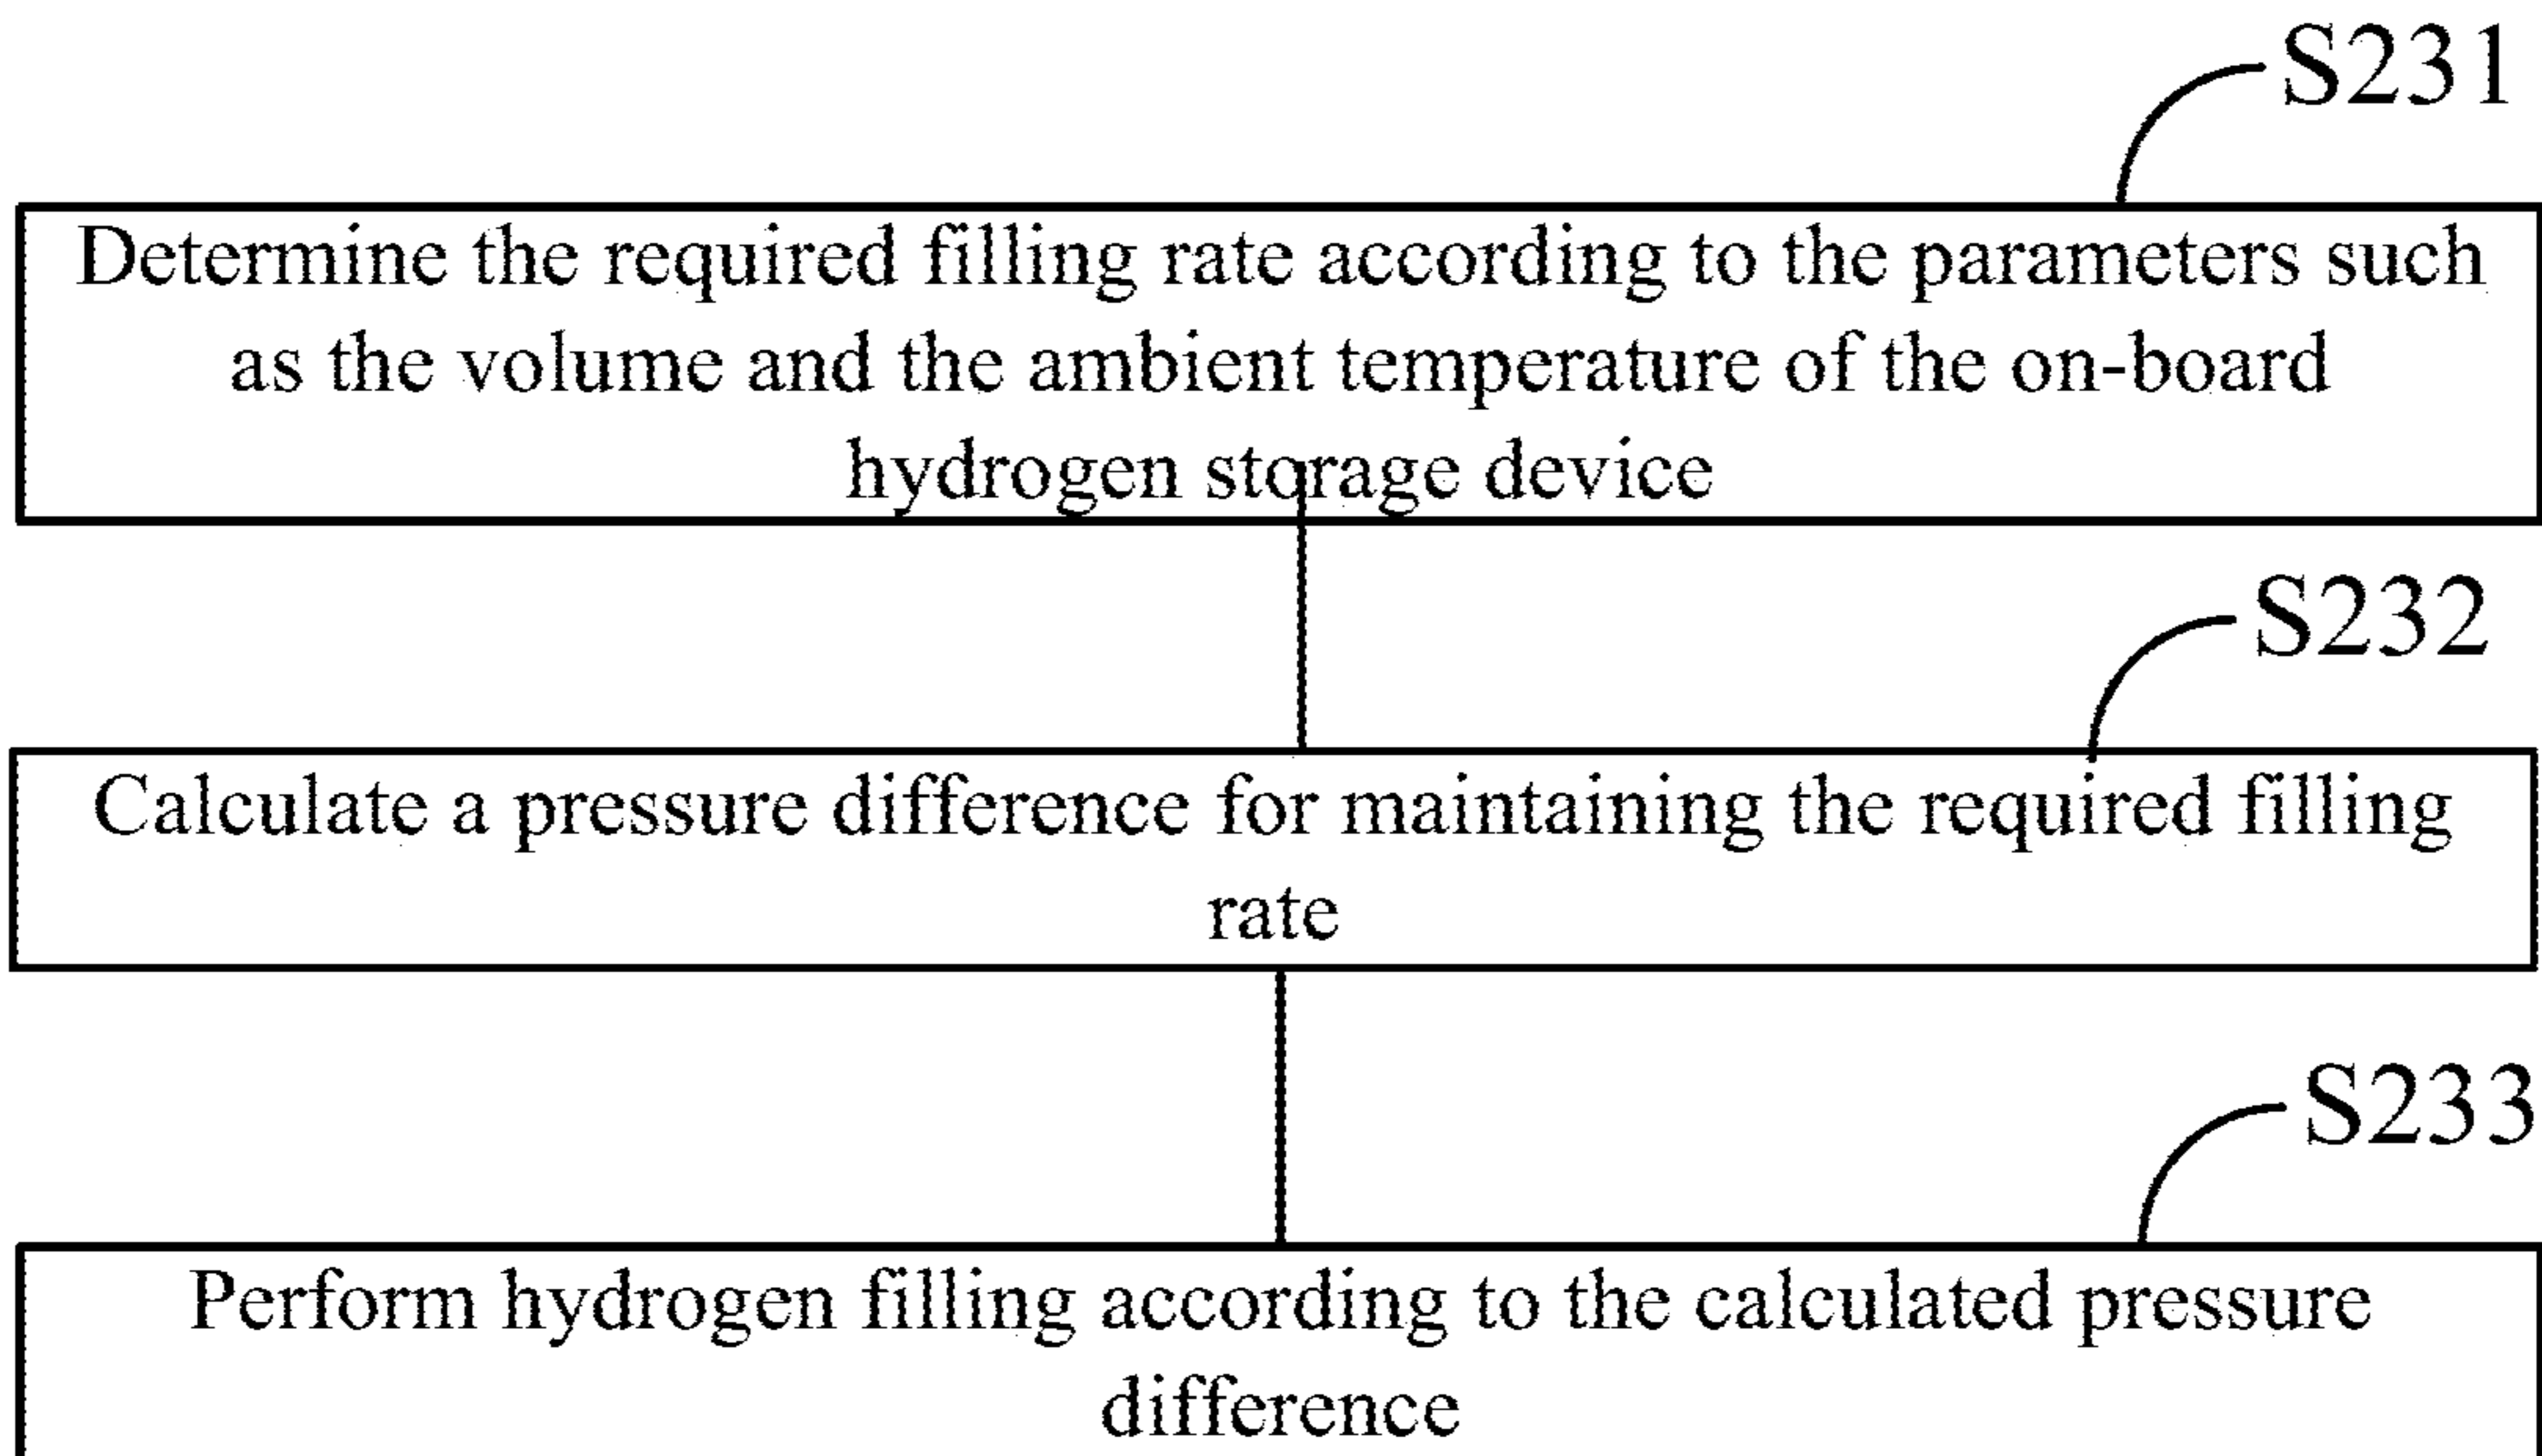 S231
Determine the required filling rate according to the parameters such
as the volume and the ambient temperature of the on-board
hydrogen storage device
S232
Calculate a pressure difference for maintaining the required filling
rate
S233
Perform hydrogen filling according to the calculated pressure
difference